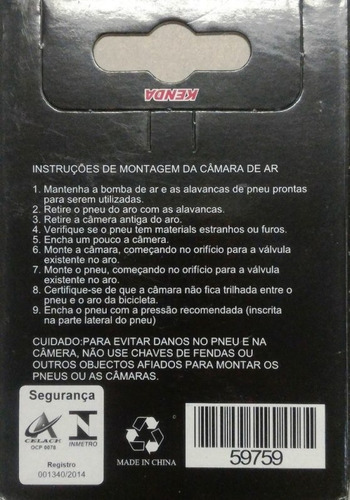 KENDA
INSTRUÇÕES DE MONTAGEM DA CÂMARA DE AR
1. Mantenha a bomba de ar e as alavancas de pneu prontas
para serem utilizadas.
2. Retire o pneu do aro com as alavancas.
3. Retire a câmera antiga do aro.
4. Verifique se o pneu tem materiais estranhos ou furos.
5. Encha um pouco a câmera.
6. Monte a câmara, começando no orifício para a válvula
existente no aro.
7. Monte o pneu, começando no orifício para a válvula
existente no aro.
8. Certifique-se de que a câmara não fica trilhada entre o
pneu e o aro da bicicleta.
9. Encha o pneu com a pressão recomendada (inscrita
na parte lateral do pneu)
CUIDADO:PARA EVITAR DANOS NO PNEU E NA
CÂMERA, NÃO USE CHAVES DE FENDAS OU
OUTROS OBJECTOS AFIADOS PARA MONTAR OS
PNEUS OU AS CÂMARAS.
Segurança
CELACK
OCP 0078
INMETRO
Registro
001340/2014
MADE IN CHINA
59759